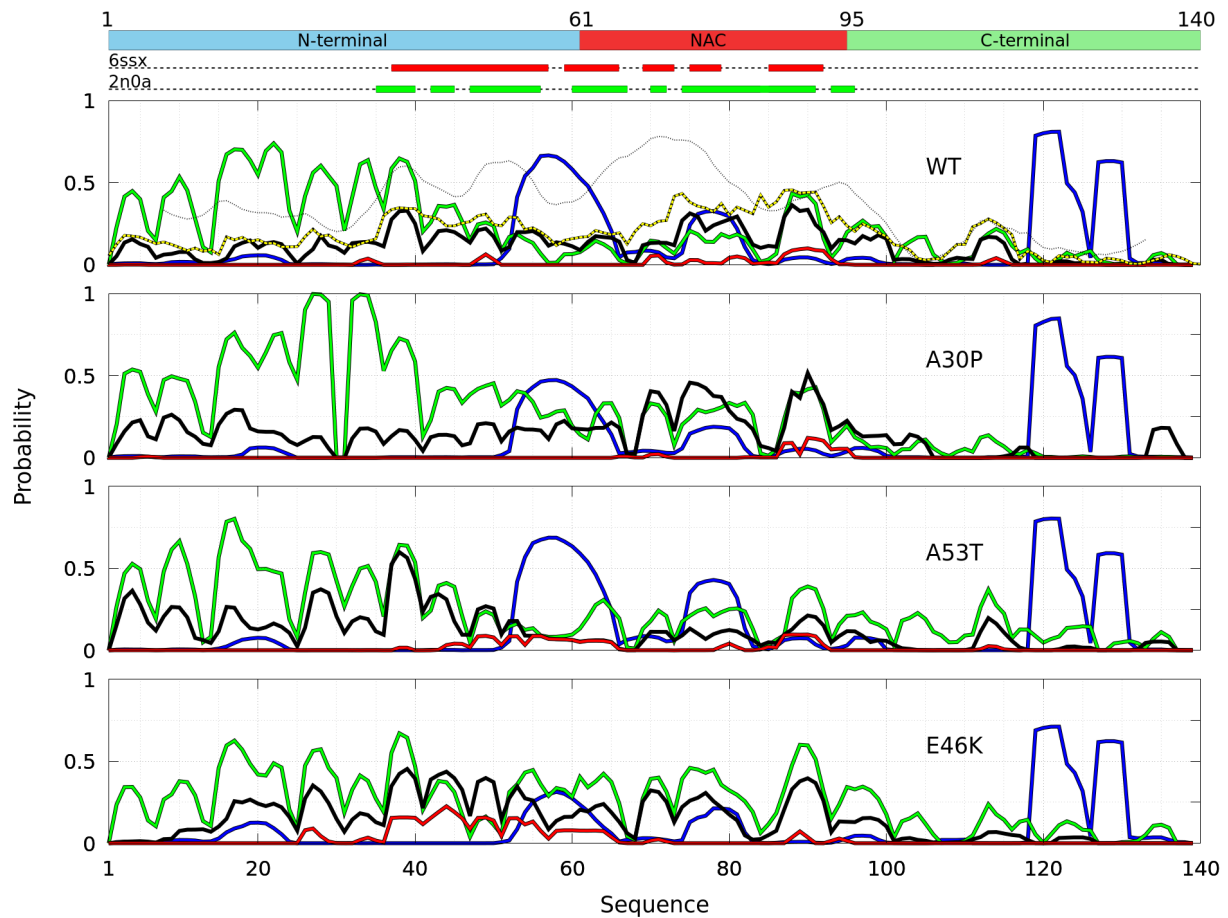 1 61 95 140
N-terminal NAC C-terminal
6ssx
2n0a
1
WT
0.5
0
1
A30P
0.5
0
Probability
1
A53T
0.5
0
1
E46K
0.5
0
1 20 40 60 80 100 120 140
Sequence